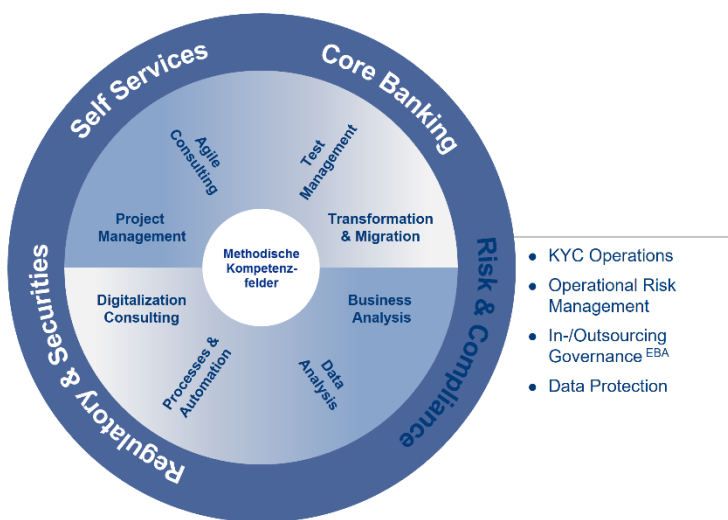 Self Services
Core Banking
Risk & Compliance
Regulatory & Securities
Agile
Consulting
Test
Management
Project
Management
Transformation
& Migration
Methodische
Kompetenz-
felder
Digitalization
Consulting
Business
Analysis
Processes &
Automation
Data
Analysis
● KYC Operations
● Operational Risk
Management
● In-/Outsourcing
Governance EBA
● Data Protection